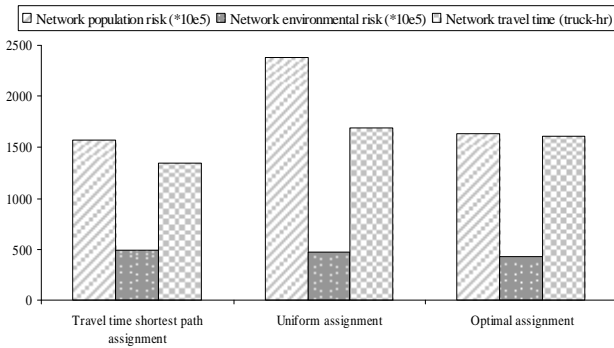 Network population risk (*10e5) Network environmental risk (*10e5) Network travel time (truck-hr)
2500
2000
1500
1000
500
0
Travel time shortest path
assignment
Uniform assignment
Optimal assignment